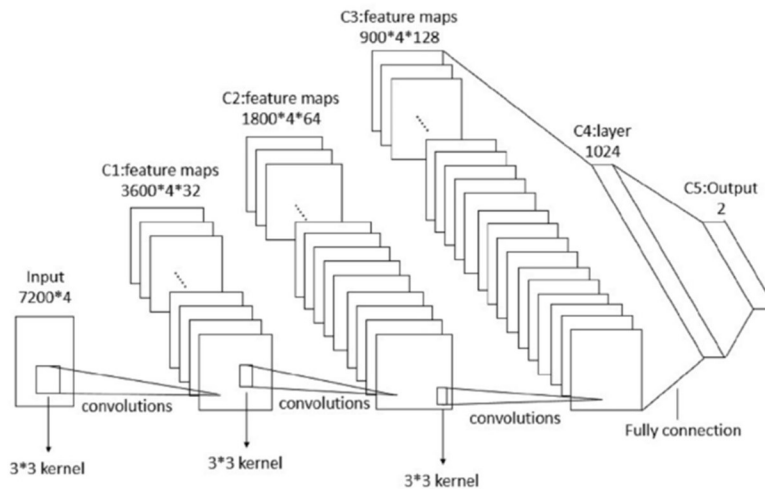 C3:feature maps
900*4*128
C2:feature maps
1800*4*64
C4:layer
1024
C1:feature maps
3600*4*32
C5:Output
2
Input
7200*4
convolutions
convolutions
convolutions
Fully connection
3*3 kernel
3*3 kernel
3*3 kernel